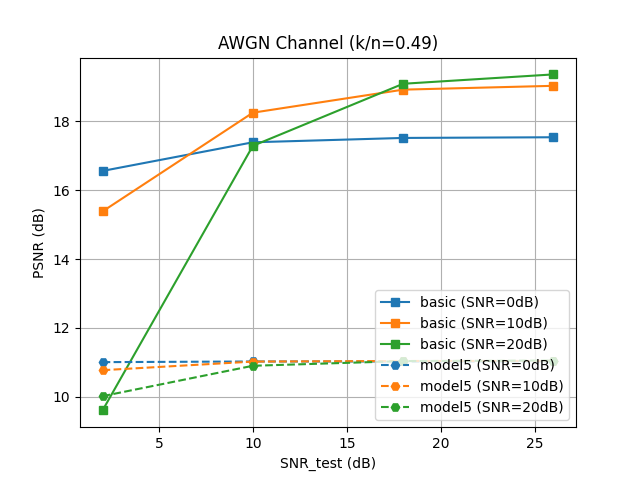 AWGN Channel (k/n=0.49)
PSNR (dB)
18
16
14
12
10
5
10
15
20
25
SNR_test (dB)
basic (SNR=0dB)
basic (SNR=10dB)
basic (SNR=20dB)
model5 (SNR=0dB)
model5 (SNR=10dB)
model5 (SNR=20dB)